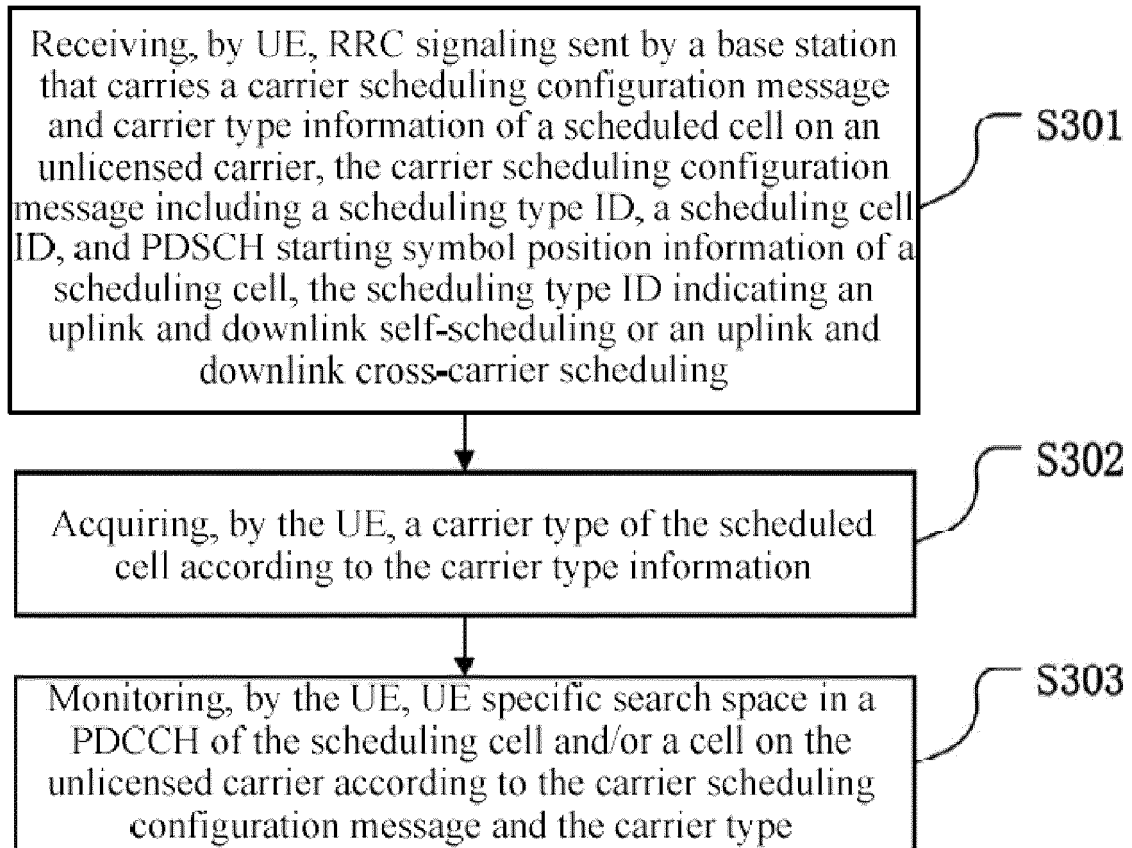 Receiving, by UE, RRC signaling sent by a base station
that carries a carrier scheduling configuration message
and carrier type information of a scheduled cell on an
unlicensed carrier, the carrier scheduling configuration
message including a scheduling type ID, a scheduling cell
ID, and PDSCH starting symbol position information of a
scheduling cell, the scheduling type ID indicating an
uplink and downlink self-scheduling or an uplink and
downlink cross-carrier scheduling
S301
Acquiring, by the UE, a carrier type of the scheduled
cell according to the carrier type information
S302
Monitoring, by the UE, UE specific search space in a
PDCCH of the scheduling cell and/or a cell on the
unlicensed carrier according to the carrier scheduling
configuration message and the carrier type
S303